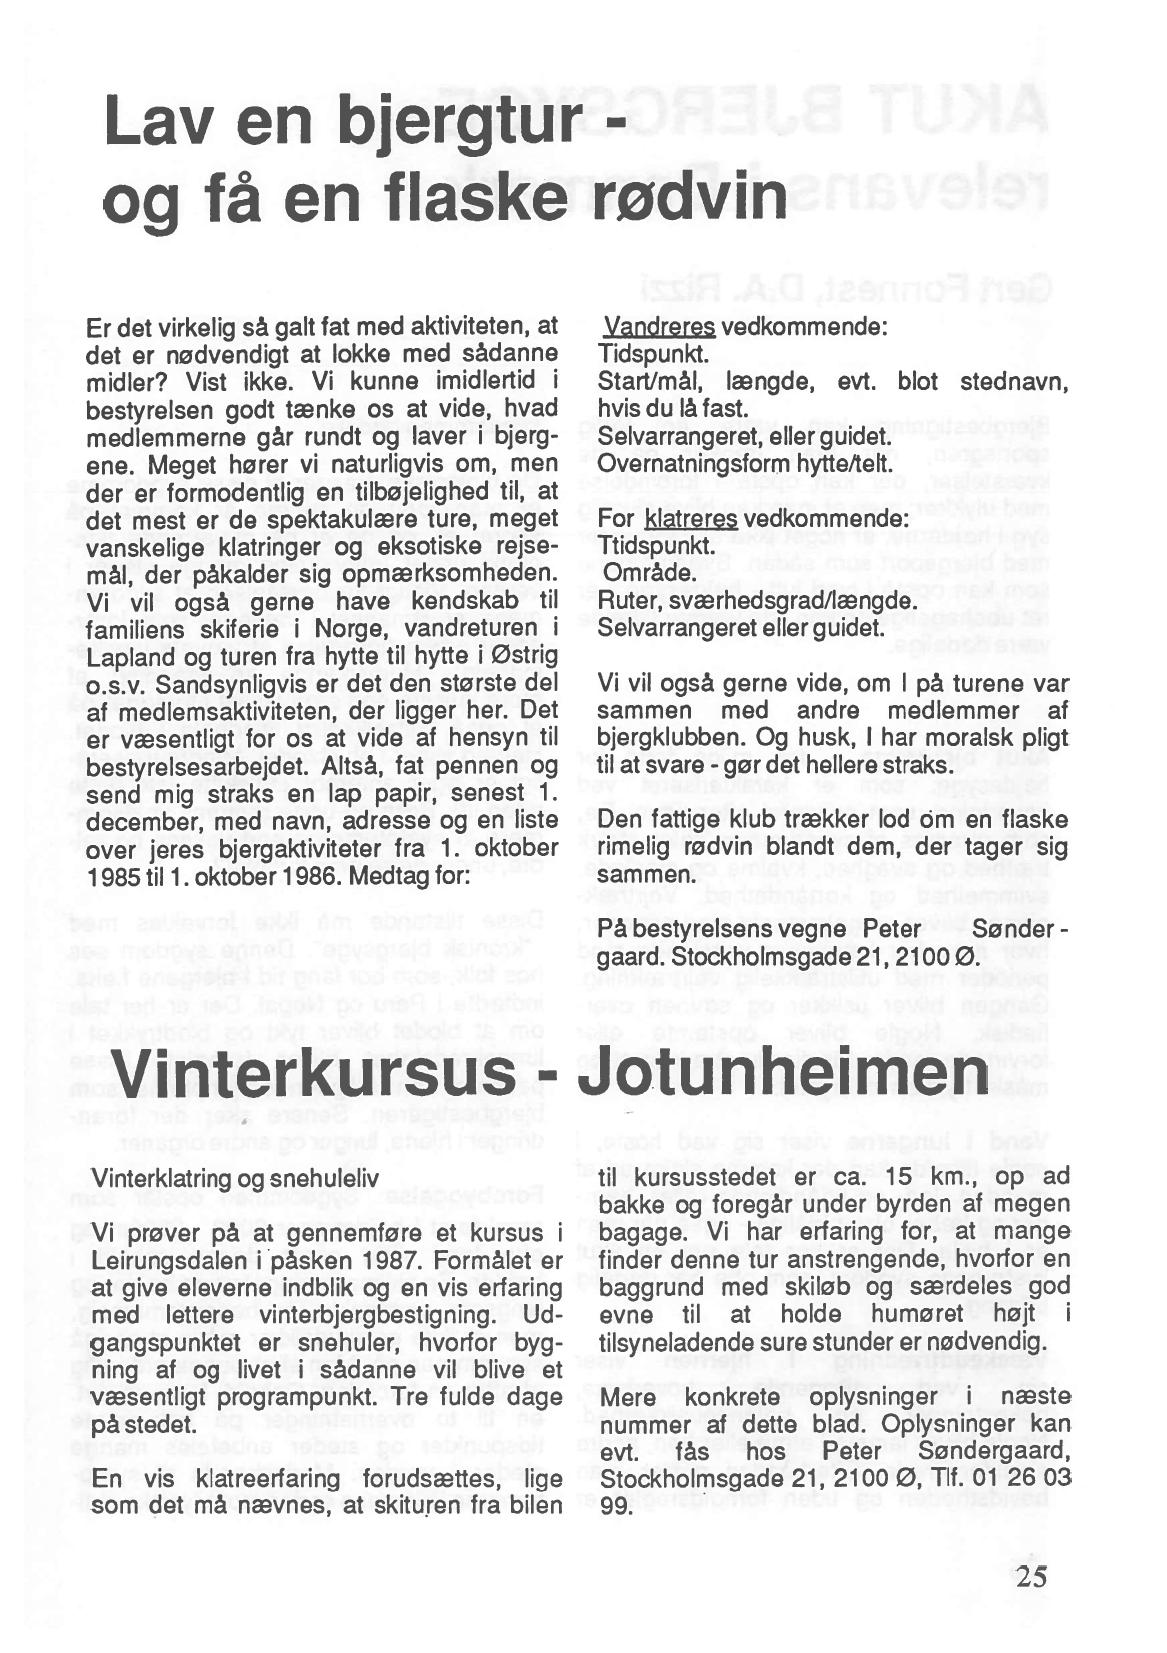 Lav en bjergtur -
og få en flaske rødvin
Er det virkelig så galt fat med aktiviteten, at
det er nødvendigt at lokke med sådanne
midler? Vist ikke. Vi kunne imidlertid i
bestyrelsen godt tænke os at vide, hvad
medlemmerne går rundt og laver i bjerg-
ene. Meget hører vi naturligvis om, men
der er formodentlig en tilbøjelighed til, at
det mest er de spektakulære ture, meget
vanskelige klatringer og eksotiske rejse-
mål, der påkalder sig opmærksomheden.
Vi vil også gerne have kendskab til
familiens skiferie i Norge, vandreturen i
Lapland og turen fra hytte til hytte i Østrig
o.s.v. Sandsynligvis er det den største del
af medlemsaktiviteten, der ligger her. Det
er væsentligt for os at vide af hensyn til
bestyrelsesarbejdet. Altså, fat pennen og
send mig straks en lap papir, senest 1.
december, med navn, adresse og en liste
over jeres bjergaktiviteter fra 1. oktober
1985 til 1. oktober 1986. Medtag for:
Vandreres vedkommende:
Tidspunkt.
Start/mål, længde, evt. blot stednavn,
hvis du lå fast.
Selvarrangeret, eller guidet.
Overnatningsform hytte/telt.
For klatreres vedkommende:
Ttidspunkt.
Område.
Ruter, sværhedsgrad/længde.
Selvarrangeret eller guidet.
Vi vil også gerne vide, om I på turene var
sammen med andre medlemmer af
bjergklubben. Og husk, I har moralsk pligt
til at svare - gør det hellere straks.
Den fattige klub trækker lod om en flaske
rimelig rødvin blandt dem, der tager sig
sammen.
På bestyrelsens vegne Peter Sønder -
gaard. Stockholmsgade 21, 2100 Ø.
Vinterkursus - Jotunheimen
Vinterklatring og snehuleliv
Vi prøver på at gennemføre et kursus i
Leirungsdalen i påsken 1987. Formålet er
at give eleverne indblik og en vis erfaring
med lettere vinterbjergbestigning. Ud-
gangspunktet er snehuler, hvorfor byg-
ning af og livet i sådanne vil blive et
væsentligt programpunkt. Tre fulde dage
på stedet.
En vis klatreerfaring forudsættes, lige
som det må nævnes, at skituren fra bilen
til kursusstedet er ca. 15 km., op ad
bakke og foregår under byrden af megen
bagage. Vi har erfaring for, at mange
finder denne tur anstrengende, hvorfor en
baggrund med skiløb og særdeles god
evne til at holde humøret højt i
tilsyneladende sure stunder er nødvendig.
Mere konkrete oplysninger i næste
nummer af dette blad. Oplysninger kan
evt. fås hos Peter Søndergaard,
Stockholmsgade 21, 2100 Ø, Tlf. 01 26 03
99.
25